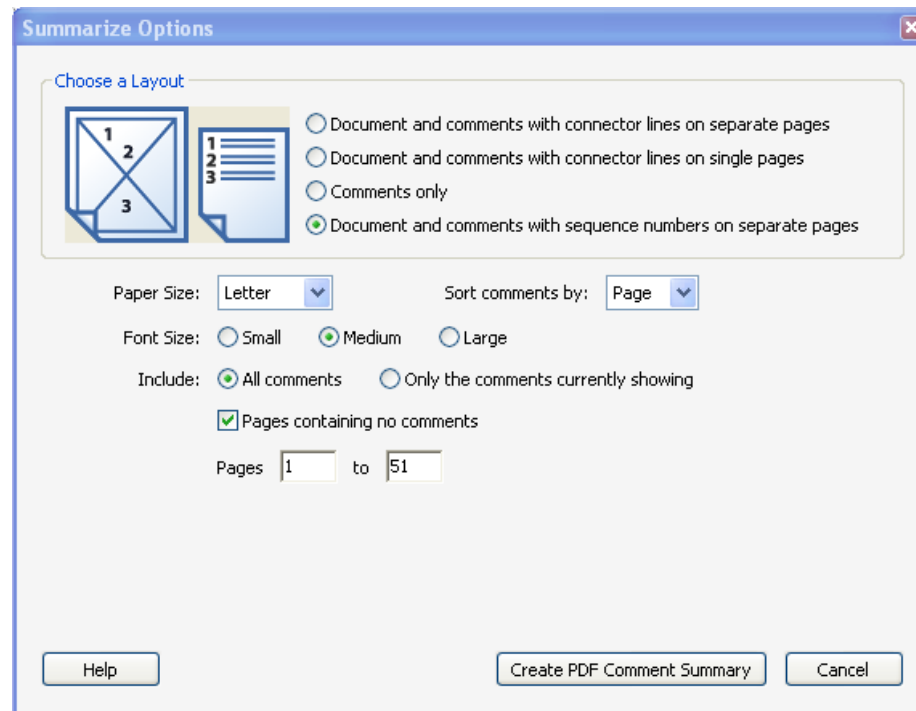 Summarize Options
Choose a Layout
1
2
3
1
2
3
Document and comments with connector lines on separate pages
Document and comments with connector lines on single pages
Comments only
Document and comments with sequence numbers on separate pages
Paper Size: Letter Sort comments by: Page
Font Size: Small Medium Large
Include: All comments Only the comments currently showing
Pages containing no comments
Pages 1 to 51
Help Create PDF Comment Summary Cancel